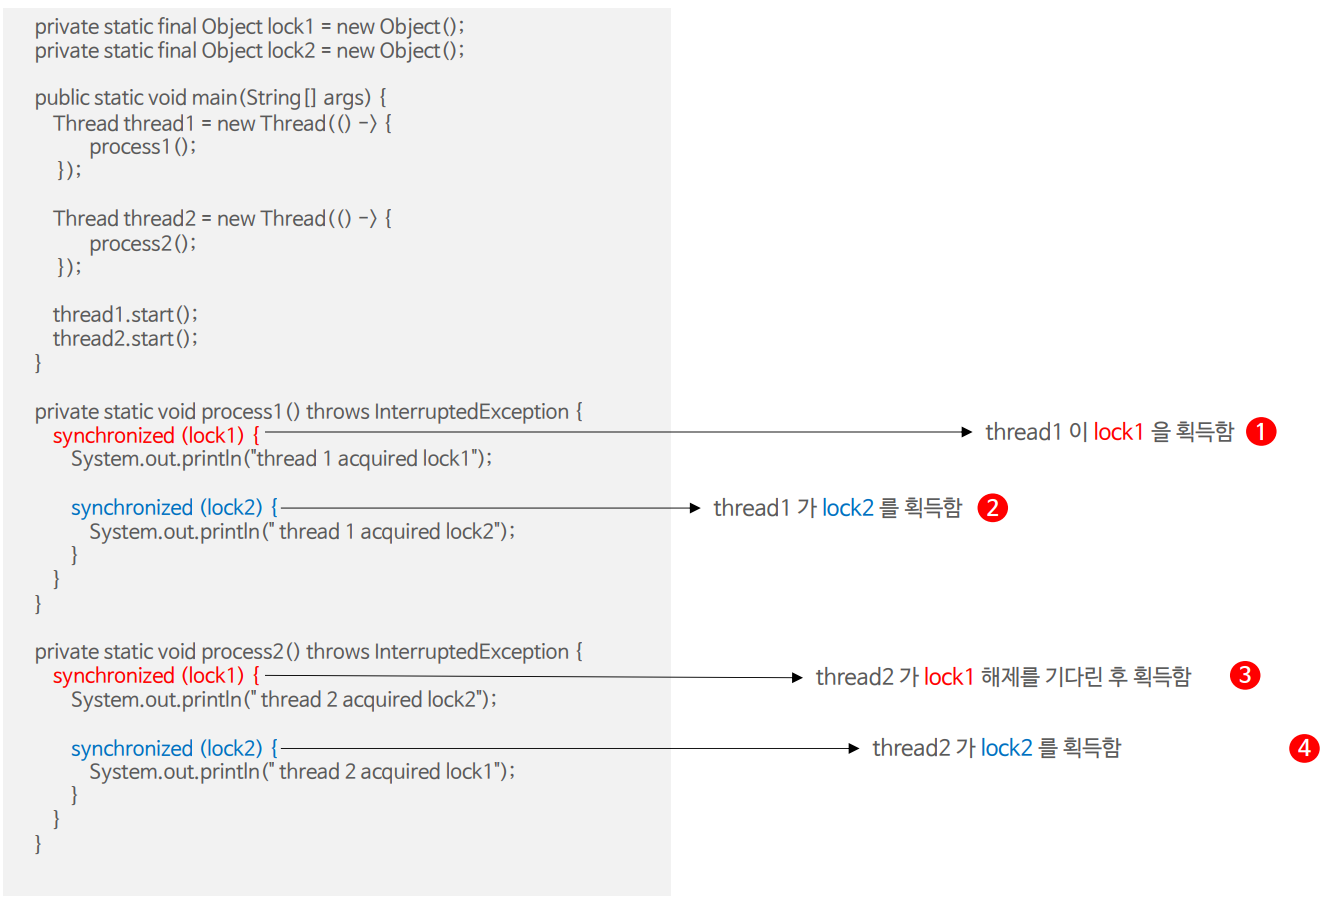 private static final Object lock1 = new Object();
private static final Object lock2 = new Object();
public static void main(String[] args) {
Thread thread1 = new Thread(() -> {
process1();
});
Thread thread2 = new Thread(() -> {
process2();
});
thread1.start();
thread2.start();
}
private static void process1() throws InterruptedException {
synchronized (lock1) {
thread1 이 lock1 을 획득함 1
System.out.println("thread 1 acquired lock1");
synchronized (lock2) {
thread1 가 lock2 를 획득함 2
System.out.println(" thread 1 acquired lock2");
}
}
}
private static void process2() throws InterruptedException {
synchronized (lock1) {
thread2 가 lock1 해제를 기다린 후 획득함 3
System.out.println(" thread 2 acquired lock2");
synchronized (lock2) {
thread2 가 lock2 를 획득함 4
System.out.println(" thread 2 acquired lock1");
}
}
}